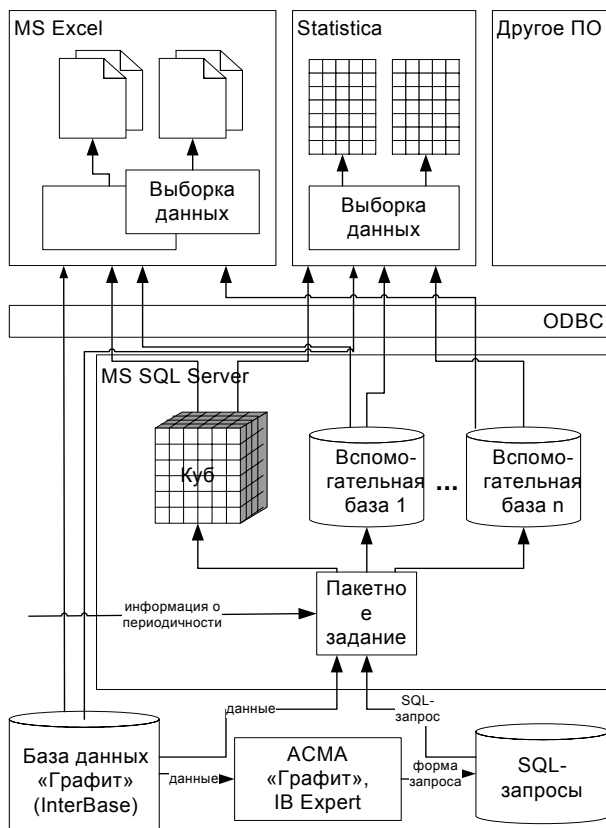 MS Excel
Statistica
Другое ПО
Выборка
данных
Выборка
данных
ODBC
MS SQL Server
Куб
Вспомо-
гательная
база 1
...
Вспомо-
гательная
база n
Пакетно
е
задание
информация о
периодичности
данные
SQL-
запрос
База данных
«Графит»
(InterBase)
данные
АСМА
«Графит»,
IB Expert
форма
запроса
SQL-
запросы